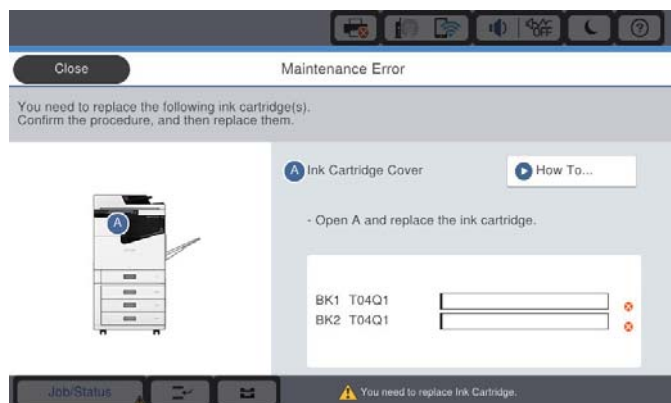 OFF
Close
Maintenance Error
You need to replace the following ink cartridge(s).
Confirm the procedure, and then replace them.
A Ink Cartridge Cover
How To...
A
- Open A and replace the ink cartridge.
BK1 T04Q1
BK2 T04Q1
Job/Status
You need to replace Ink Cartridge.